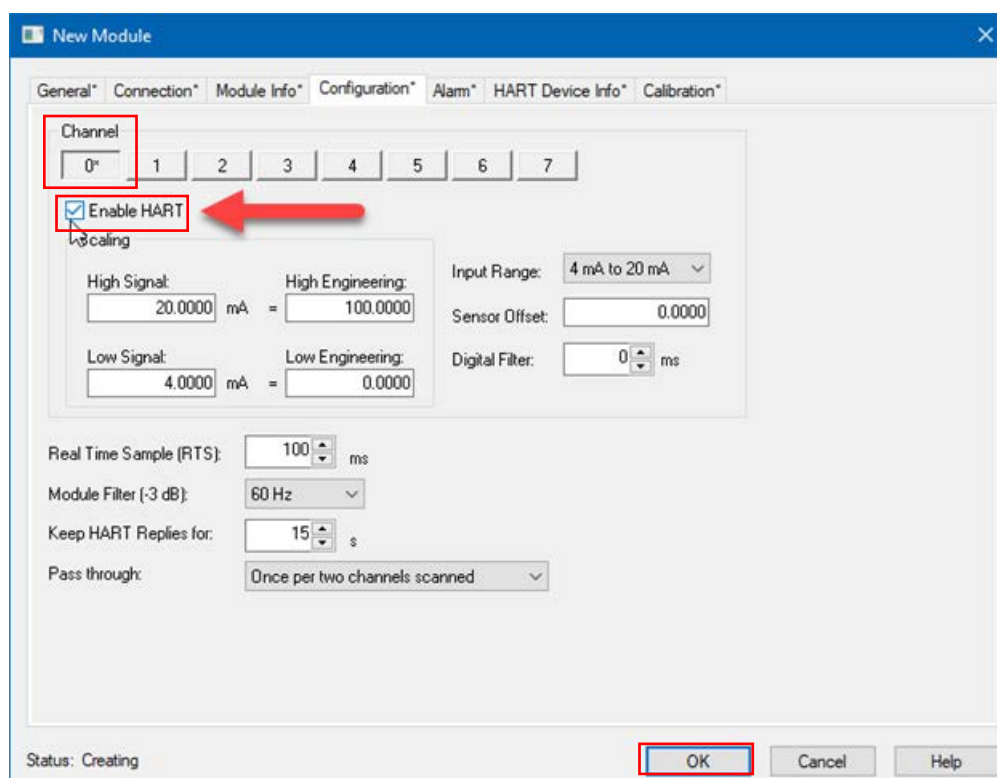 New Module
General* Connection* Module Info* Configuration* Alarm* HART Device Info* Calibration*
Channel
0* 1 2 3 4 5 6 7
Enable HART
Scaling
High Signal: High Engineering:
20.0000 mA = 100.0000
Low Signal: Low Engineering:
4.0000 mA = 0.0000
Input Range: 4 mA to 20 mA
Sensor Offset: 0.0000
Digital Filter: 0 ms
Real Time Sample (RTS): 100 ms
Module Filter (-3 dB): 60 Hz
Keep HART Replies for: 15 s
Pass through: Once per two channels scanned
Status: Creating OK Cancel Help